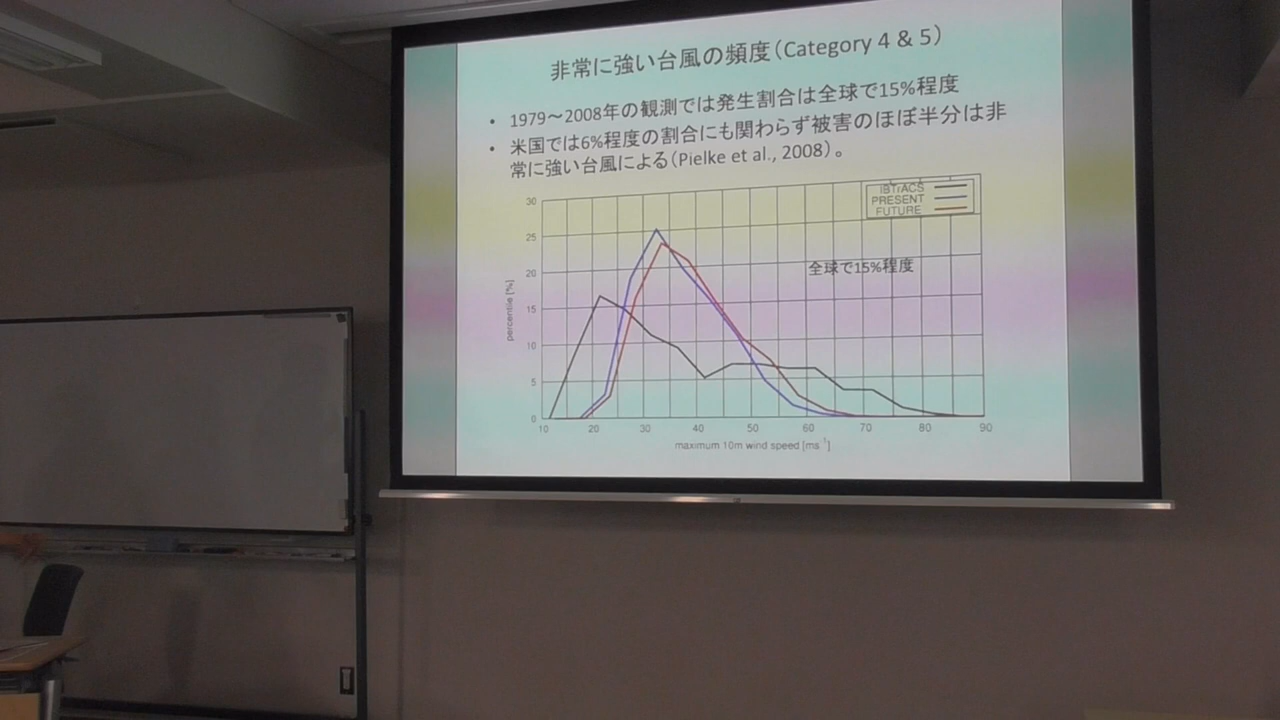 非常に強い台風の頻度(Category 4 & 5)
• 1979〜2008年の観測では発生割合は全球で15%程度
• 米国では6%程度の割合にも関わらず被害のほぼ半分は非
常に強い台風による(Pielke et al., 2008)。
IBTrACS
PRESENT
FUTURE
全球で15%程度
percentile [%]
30
25
20
15
10
5
0
10 20 30 40 50 60 70 80 90
maximum 10m wind speed [ms⁻¹]